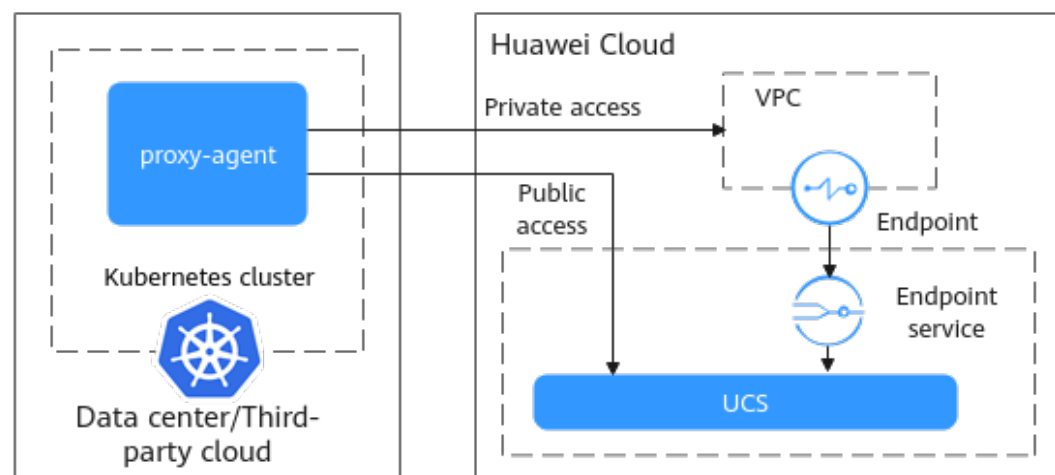 proxy-agent
Kubernetes cluster
Data center/Third-
party cloud
Huawei Cloud
Private access
Public
access
VPC
Endpoint
Endpoint
service
UCS